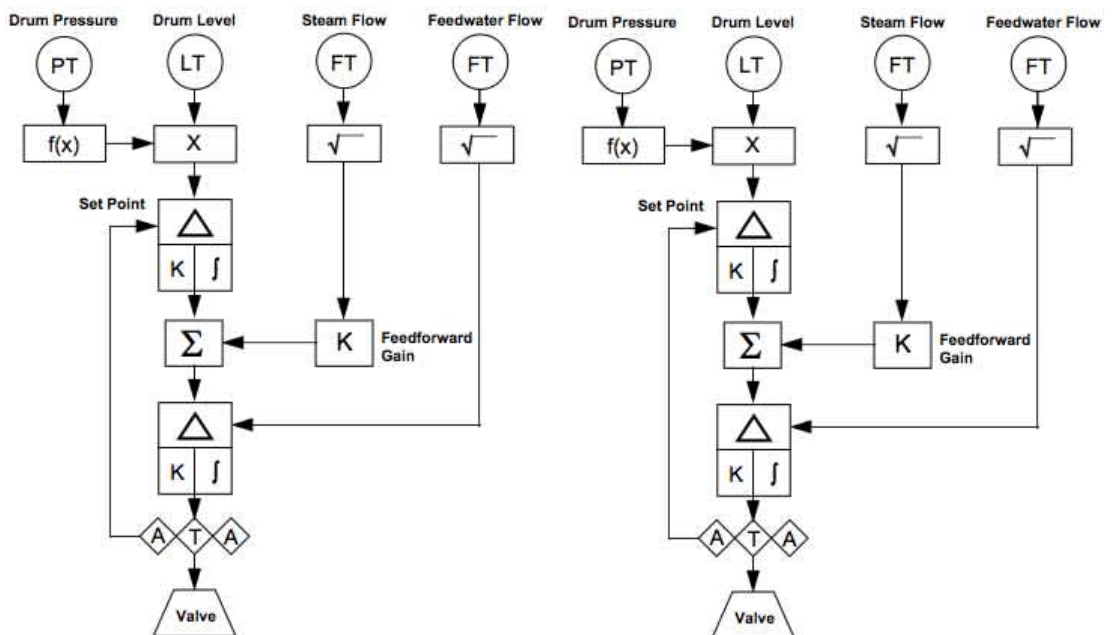 Drum Pressure Drum Level Steam Flow Feedwater Flow
PT LT FT FT
f(x) X √ √
Set Point
△
K ∫
Σ K Feedforward
Gain
△
K ∫
A T A
Valve
Drum Pressure Drum Level Steam Flow Feedwater Flow
PT LT FT FT
f(x) X √ √
Set Point
△
K ∫
Σ K Feedforward
Gain
△
K ∫
A T A
Valve